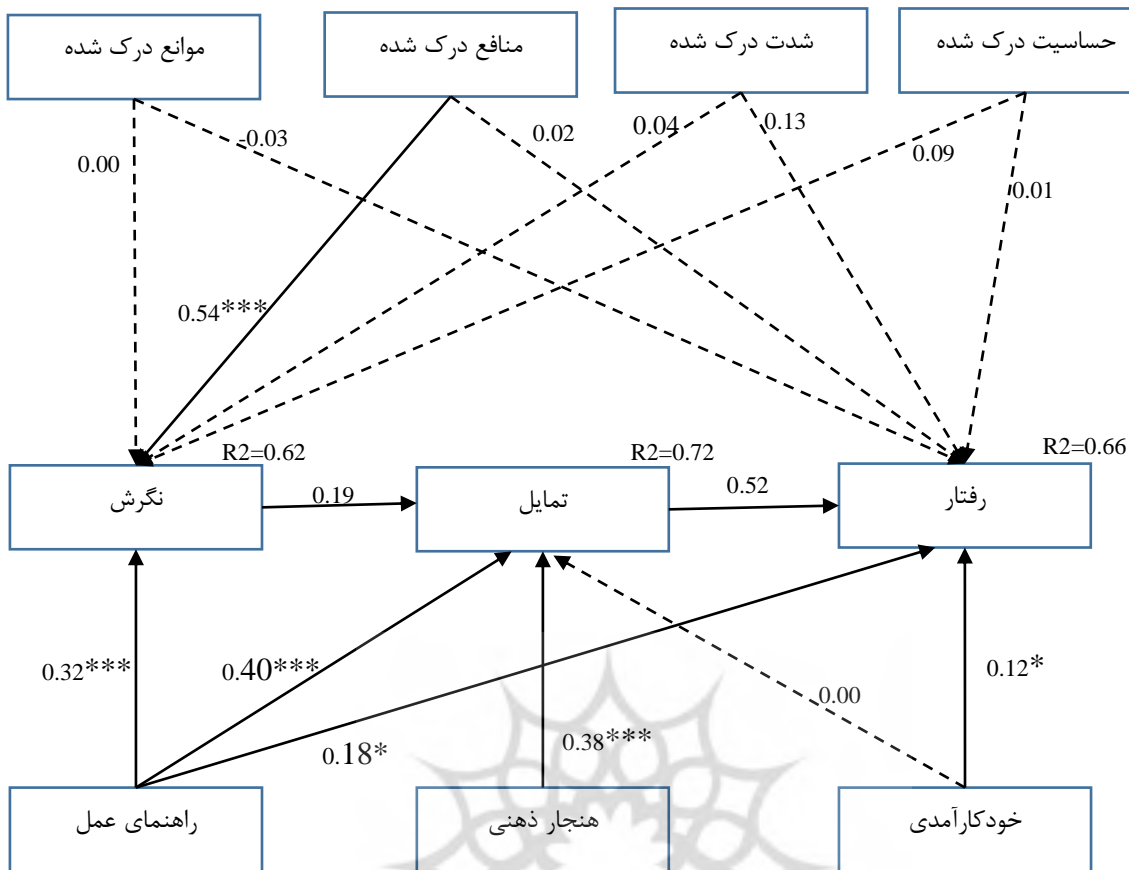 حساسیت درک شده
شدت درک شده
منافع درک شده
موانع درک شده
0.00
-0.03
0.02
0.04
0.13
0.09
0.01
0.54***
R2=0.62
R2=0.72
R2=0.66
نگرش
0.19
تمایل
0.52
رفتار
0.32***
0.40***
0.18*
0.38***
0.00
0.12*
راهنمای عمل
هنجار ذهنی
خودکارآمدی